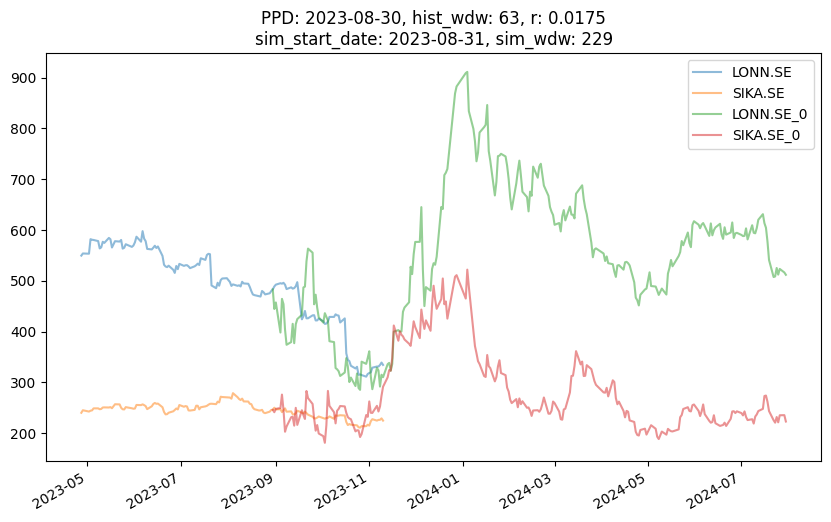 PPD: 2023-08-30, hist_wdw: 63, r: 0.0175
sim_start_date: 2023-08-31, sim_wdw: 229
LONN.SE
SIKA.SE
LONN.SE_0
SIKA.SE_0
900
800
700
600
500
400
300
200
2023-05
2023-07
2023-09
2023-11
2024-01
2024-03
2024-05
2024-07